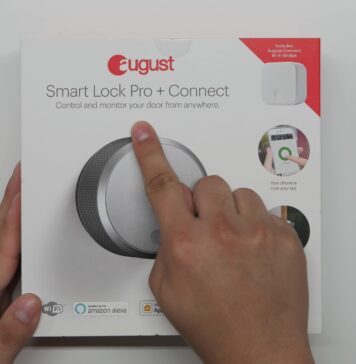 august
Includes
August Connect
Wi-Fi Bridge
Smart Lock Pro + Connect
Control and monitor your door from anywhere.
Your phone is
now your key.
WiFi
WORKS WITH
amazon alexa